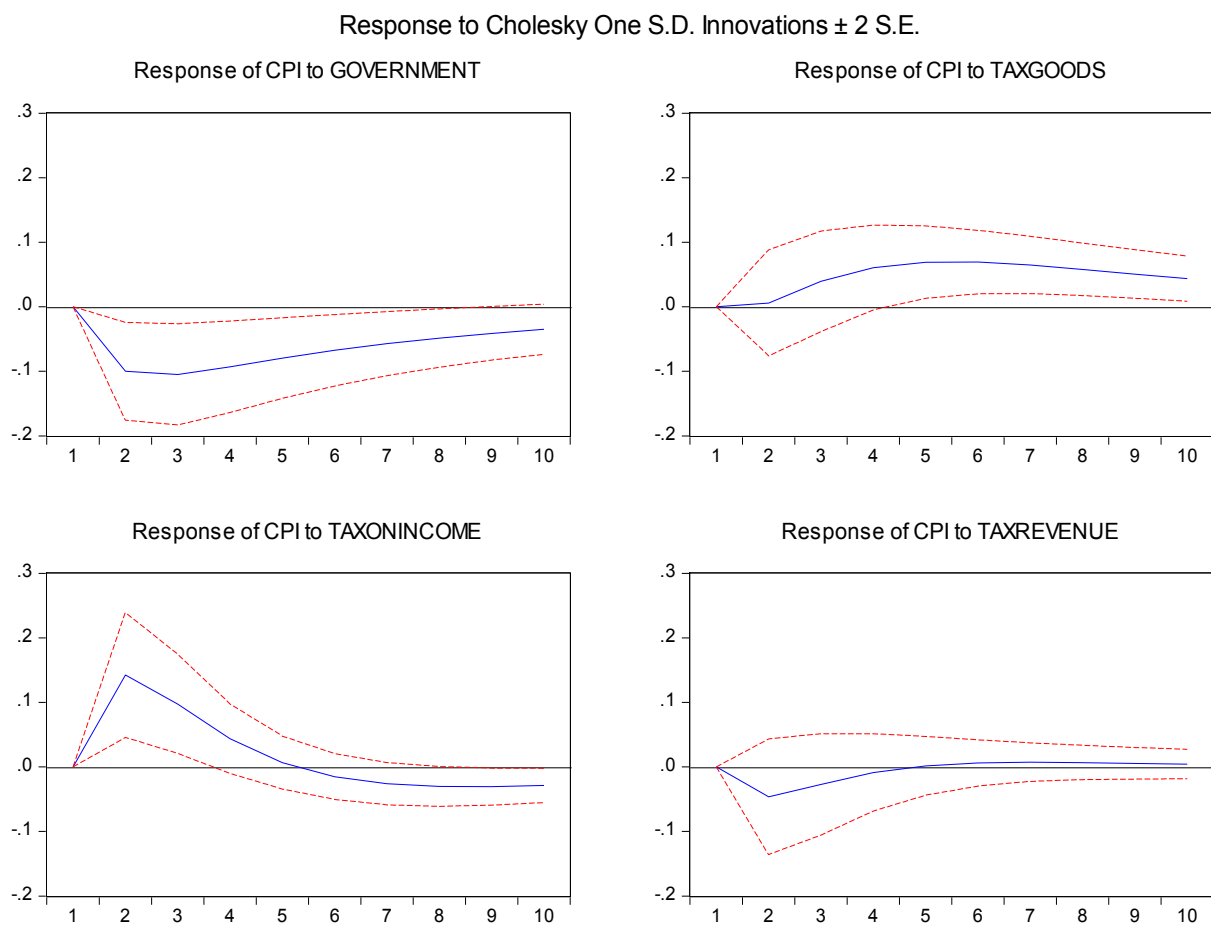 Response to Cholesky One S.D. Innovations ± 2 S.E.
Response of CPI to GOVERNMENT
.3
.2
.1
.0
-.1
-.2
1 2 3 4 5 6 7 8 9 10
Response of CPI to TAXGOODS
.3
.2
.1
.0
-.1
-.2
1 2 3 4 5 6 7 8 9 10
Response of CPI to TAXONINCOME
.3
.2
.1
.0
-.1
-.2
1 2 3 4 5 6 7 8 9 10
Response of CPI to TAXREVENUE
.3
.2
.1
.0
-.1
-.2
1 2 3 4 5 6 7 8 9 10